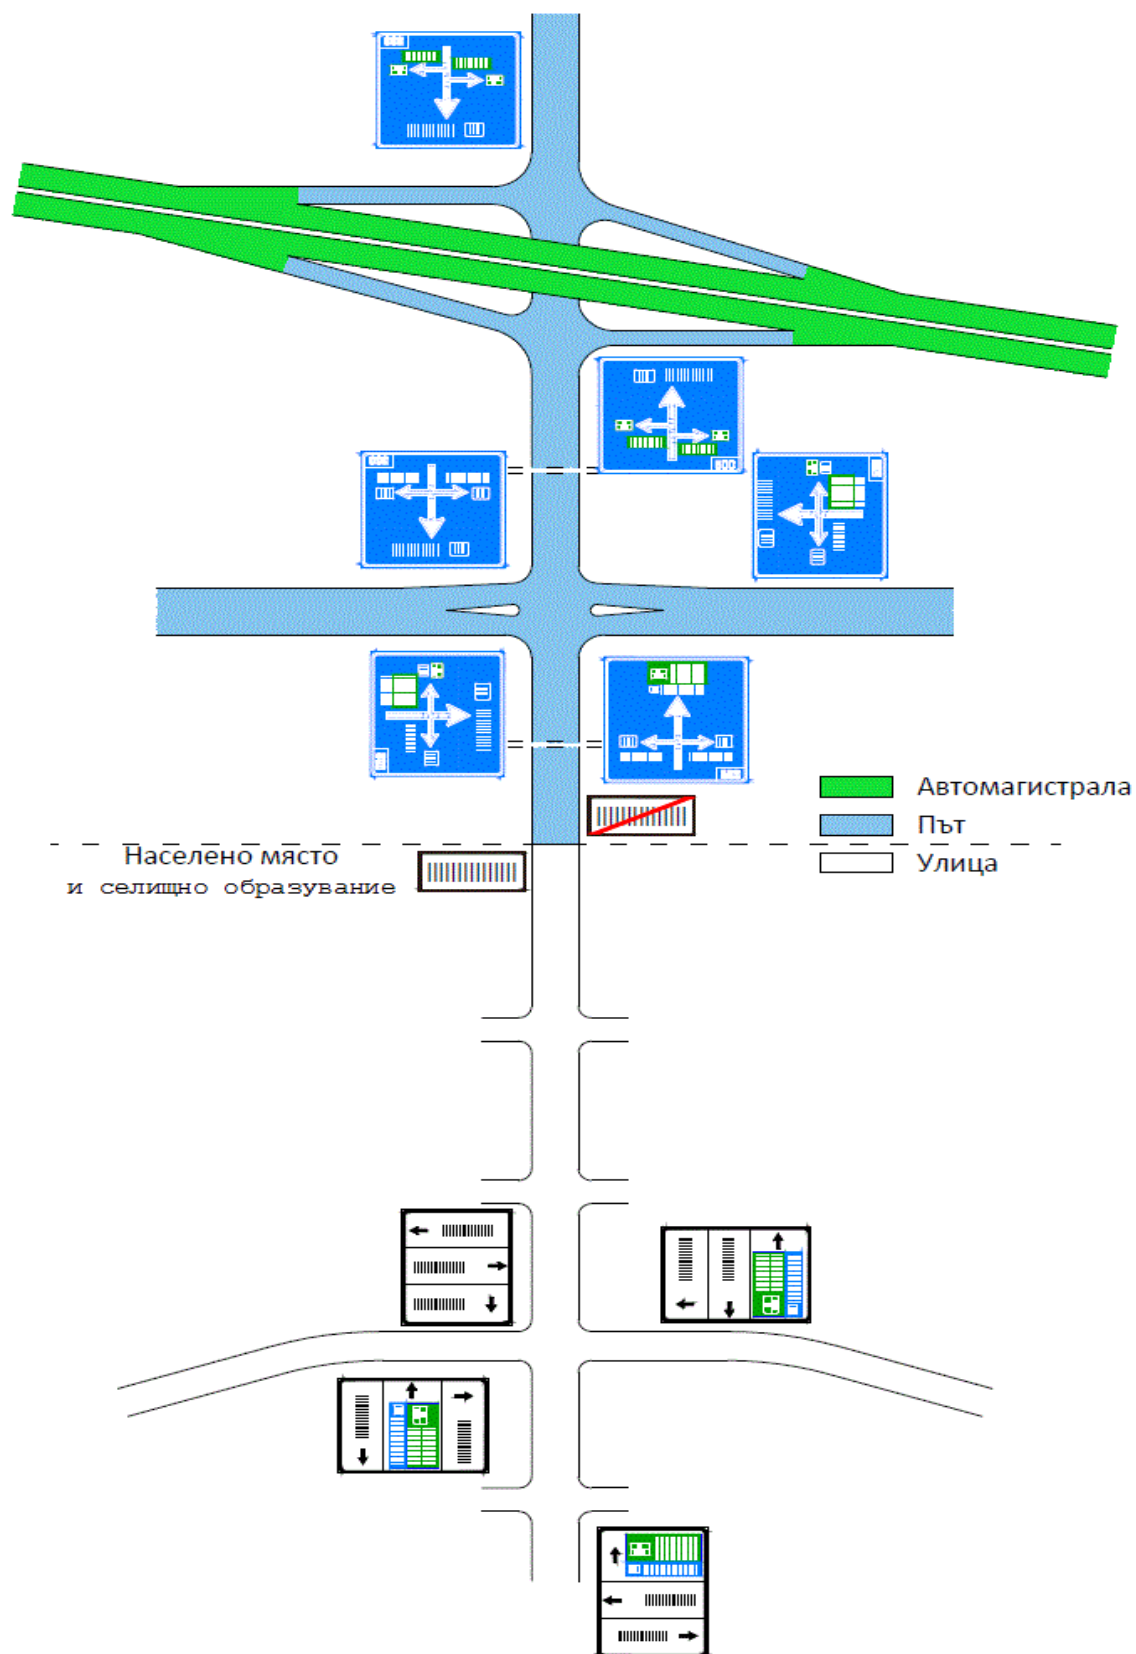 Автомагистрала
Път
Улица
Населено място
и селищно образувание